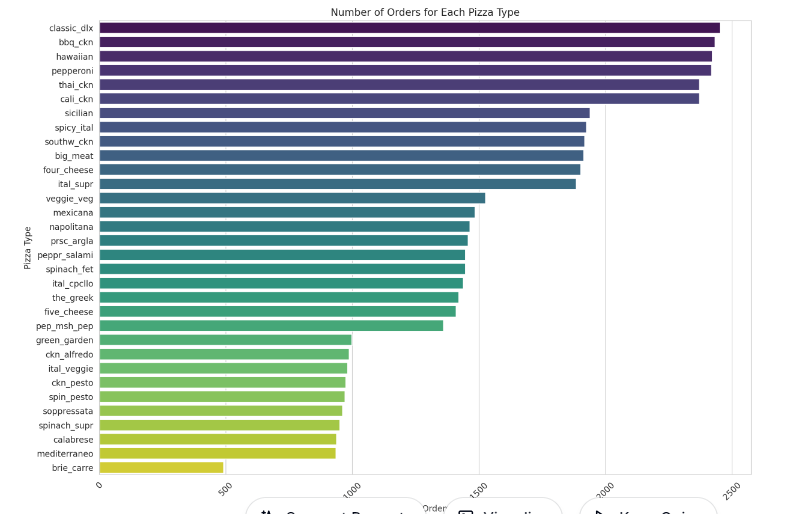 Number of Orders for Each Pizza Type
classic_dlx
bbq_ckn
hawaiian
pepperoni
thai_ckn
cali_ckn
sicilian
spicy_ital
southw_ckn
big_meat
four_cheese
ital_supr
veggie_veg
mexicana
napolitana
prsc_argla
peppr_salami
spinach_fet
ital_cpcllo
the_greek
five_cheese
pep_msh_pep
green_garden
ckn_alfredo
ital_veggie
ckn_pesto
spin_pesto
soppressata
spinach_supr
calabrese
mediterraneo
brie_carre
Pizza Type
0
500
1000
1500
2000
2500